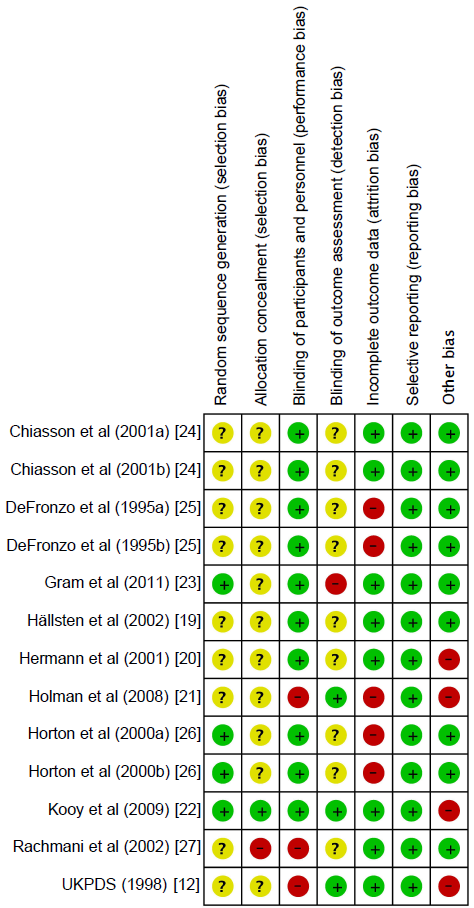 Random sequence generation (selection bias)
Allocation concealment (selection bias)
Blinding of participants and personnel (performance bias)
Blinding of outcome assessment (detection bias)
Incomplete outcome data (attrition bias)
Selective reporting (reporting bias)
Other bias
Chiasson et al (2001a) [24] ? ? + ? + + +
Chiasson et al (2001b) [24] ? ? + ? + + +
DeFronzo et al (1995a) [25] ? ? + ? - + +
DeFronzo et al (1995b) [25] ? ? + ? - + +
Gram et al (2011) [23] + ? + - + + +
Hällsten et al (2002) [19] ? ? + ? + + +
Hermann et al (2001) [20] ? ? + ? + + -
Holman et al (2008) [21] ? ? - + - + -
Horton et al (2000a) [26] + ? + ? - + +
Horton et al (2000b) [26] + ? + ? - + +
Kooy et al (2009) [22] + + + + + + -
Rachmani et al (2002) [27] ? - - ? + + +
UKPDS (1998) [12] ? ? - + + + -